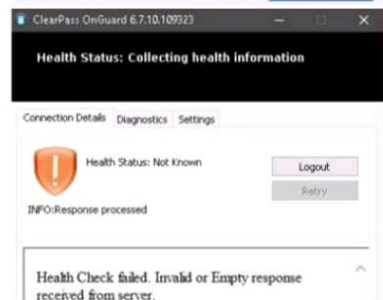 ClearPass OnGuard 6.7.10.109323
Health Status: Collecting health information
Connection Details Diagnostics Settings
Health Status: Not Known
Logout
Retry
INFO:Response processed
Health Check failed. Invalid or Empty response
received from server.